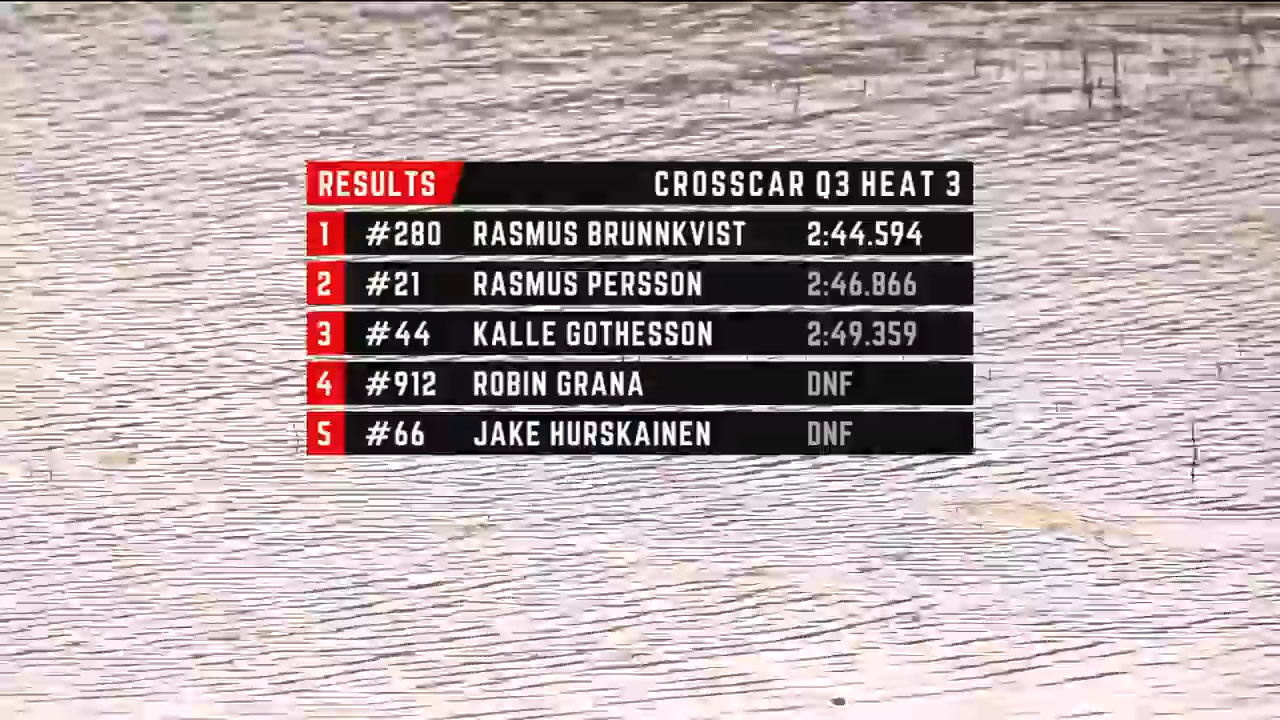 RESULTS CROSSCAR Q3 HEAT 3
1 #280 RASMUS BRUNNKVIST 2:44.594
2 #21 RASMUS PERSSON 2:46.866
3 #44 KALLE GOTHESSON 2:49.359
4 #912 ROBIN GRANA DNF
5 #66 JAKE HURSKAINEN DNF